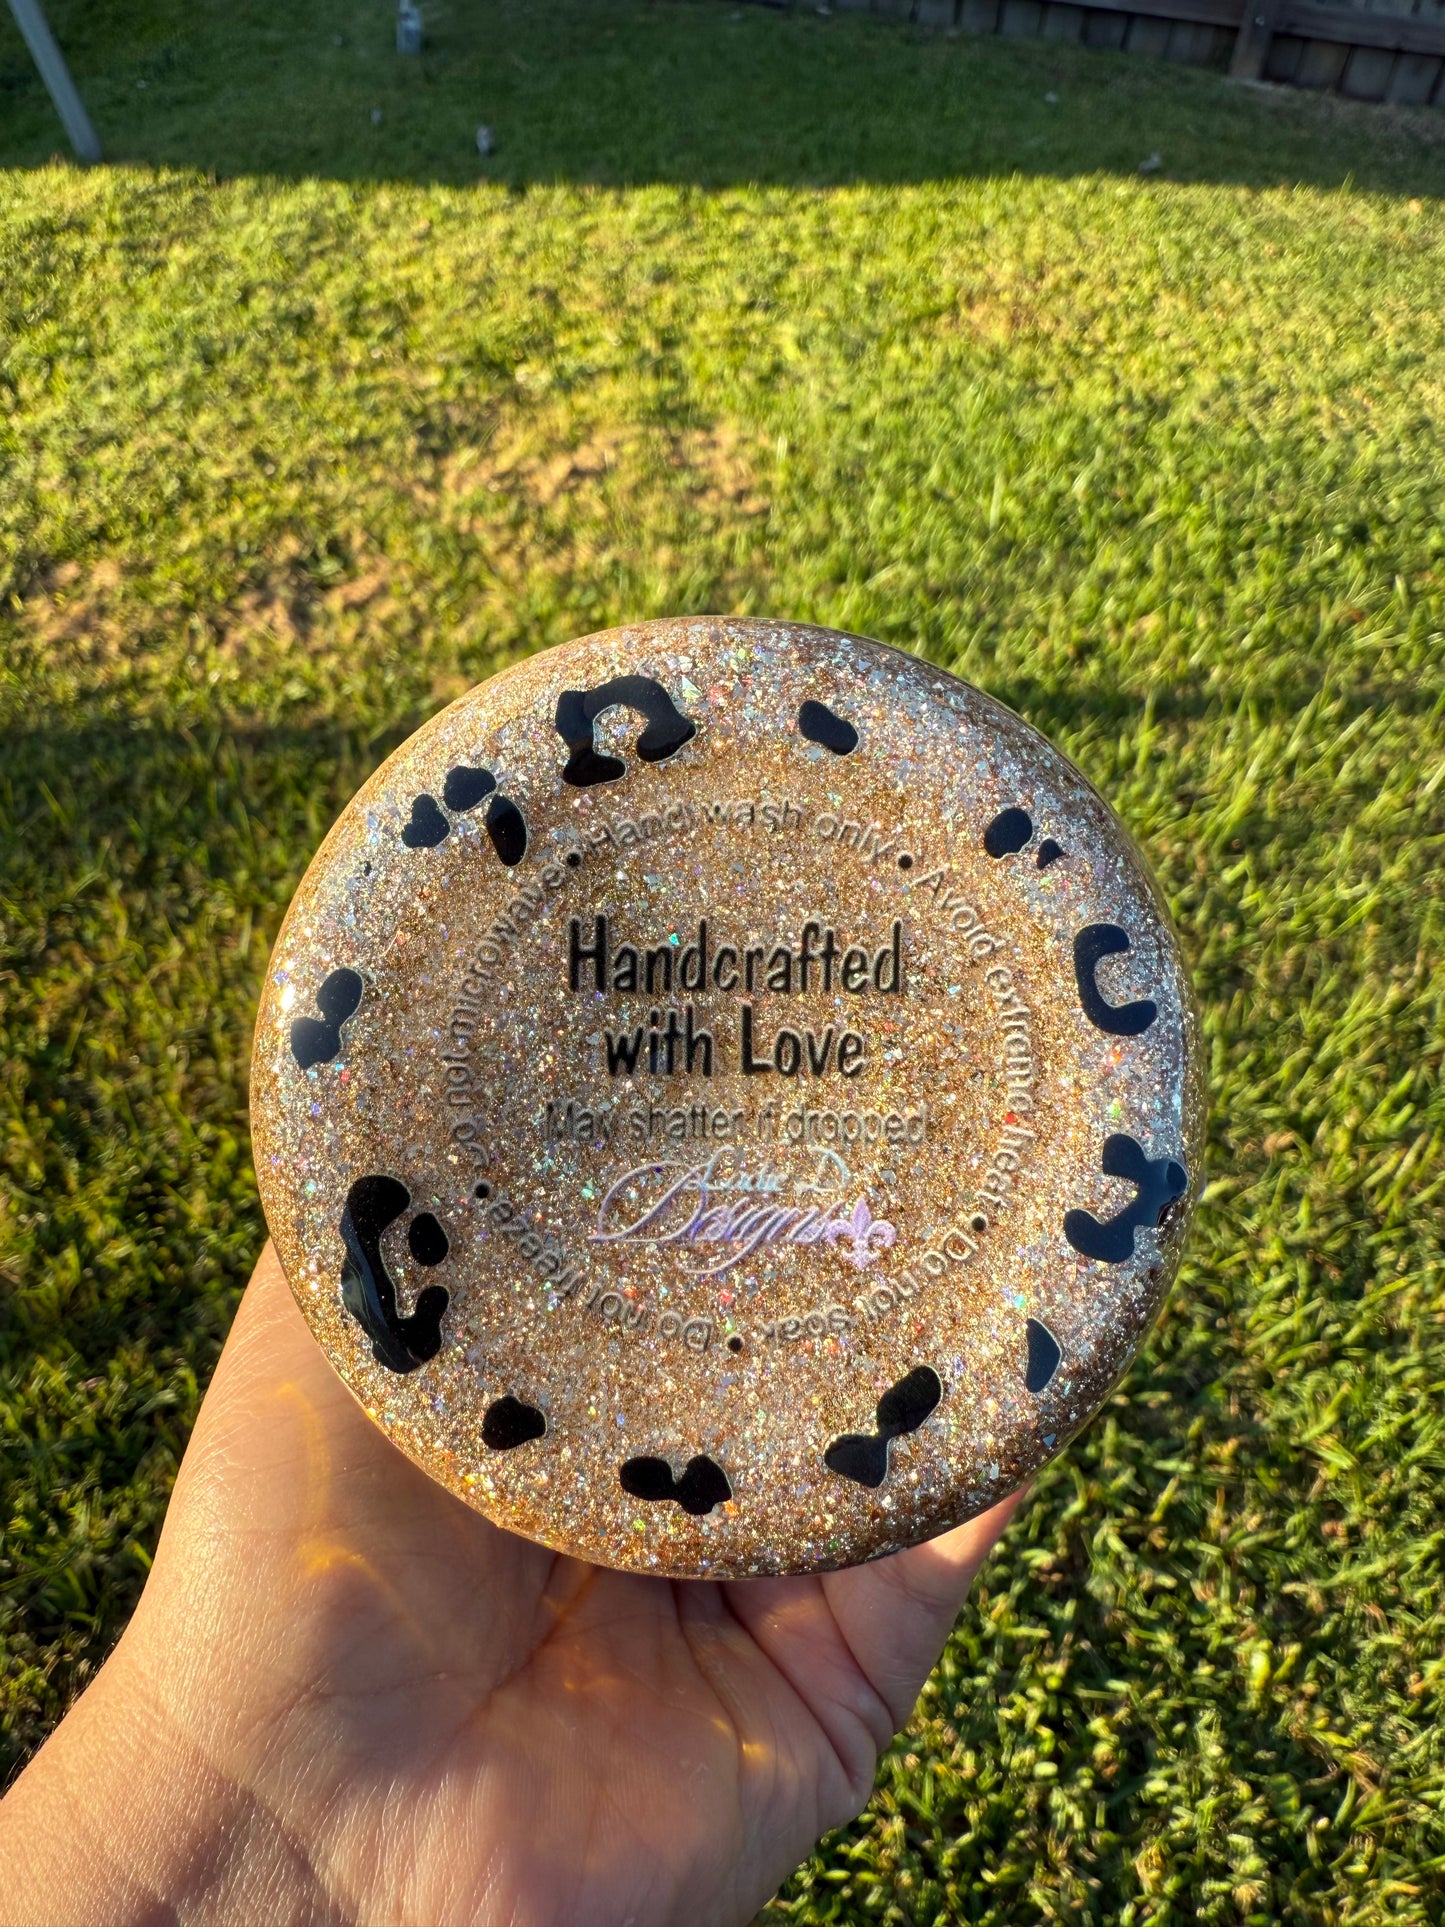 Hand wash only • Avoid extreme heat • Do not soak • Do not freeze • Do not microwave •
Handcrafted
with Love
May shatter if dropped
D
Designs